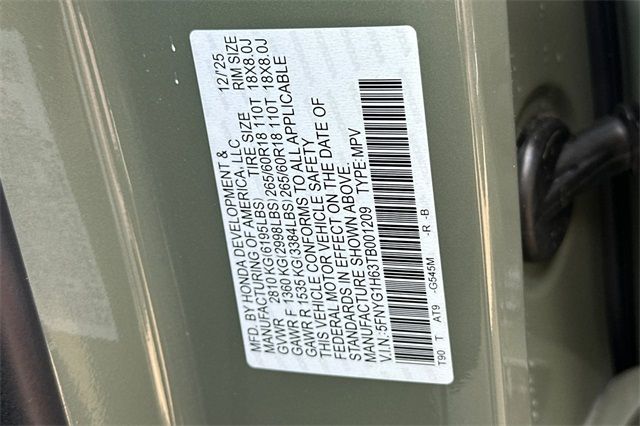 MFD. BY HONDA DEVELOPMENT &
MANUFACTURING OF AMERICA, LLC 12/'25
GVWR 2810 KG(6195LBS) TIRE SIZE RIM SIZE
GAWR F 1360 KG(2998LBS) 265/60R18 110T 18X8.0J
GAWR R 1535 KG(3384LBS) 265/60R18 110T 18X8.0J
THIS VEHICLE CONFORMS TO ALL APPLICABLE
FEDERAL MOTOR VEHICLE SAFETY
STANDARDS IN EFFECT ON THE DATE OF
MANUFACTURE SHOWN ABOVE.
V.I.N.:5FNYG1H63TB001209 TYPE: MPV
T90 T AT9 -G545M -R -B